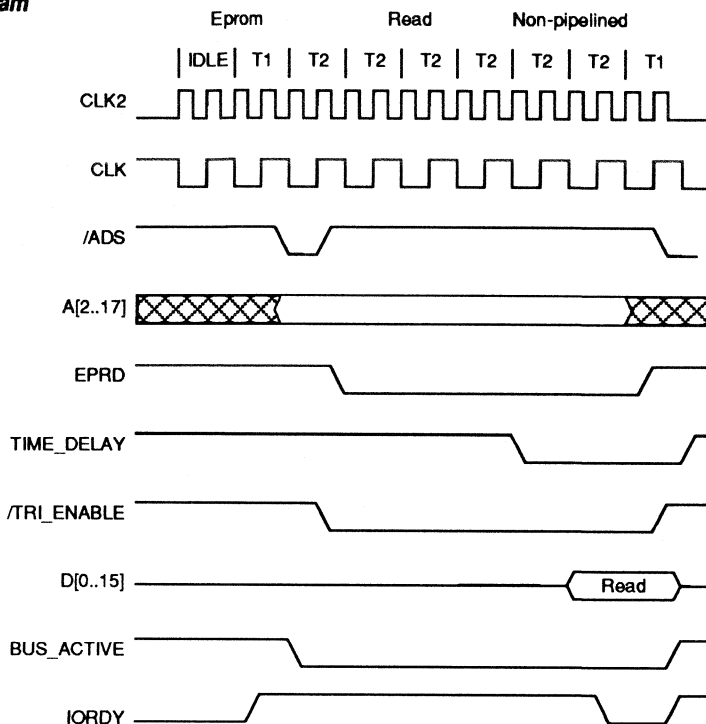 am
Eprom Read Non-pipelined
IDLE T1 T2 T2 T2 T2 T2 T2 T1
CLK2
CLK
/ADS
A[2..17]
EPRD
TIME_DELAY
/TRI_ENABLE
D[0..15] Read
BUS_ACTIVE
IORDY